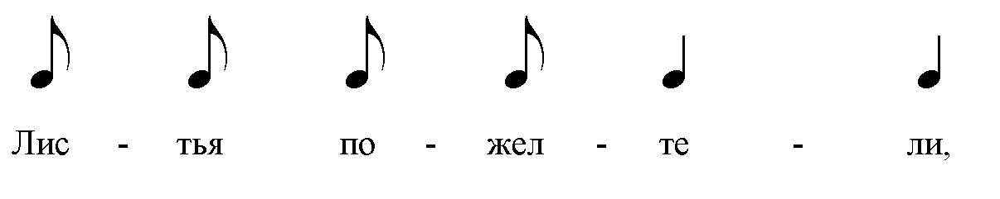 Лис - тья по - жел - те - ли,